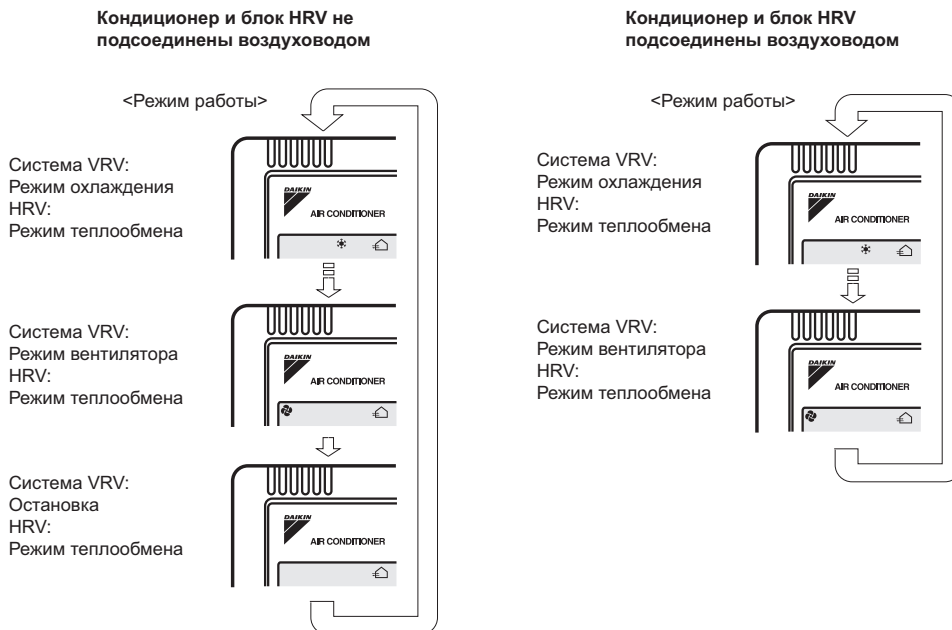 Кондиционер и блок HRV не
подсоединены воздуховодом
<Режим работы>
Система VRV:
Режим охлаждения
HRV:
Режим теплообмена
DAIKIN
AIR CONDITIONER
Система VRV:
Режим вентилятора
HRV:
Режим теплообмена
DAIKIN
AIR CONDITIONER
Система VRV:
Остановка
HRV:
Режим теплообмена
DAIKIN
AIR CONDITIONER
Кондиционер и блок HRV
подсоединены воздуховодом
<Режим работы>
Система VRV:
Режим охлаждения
HRV:
Режим теплообмена
DAIKIN
AIR CONDITIONER
Система VRV:
Режим вентилятора
HRV:
Режим теплообмена
DAIKIN
AIR CONDITIONER